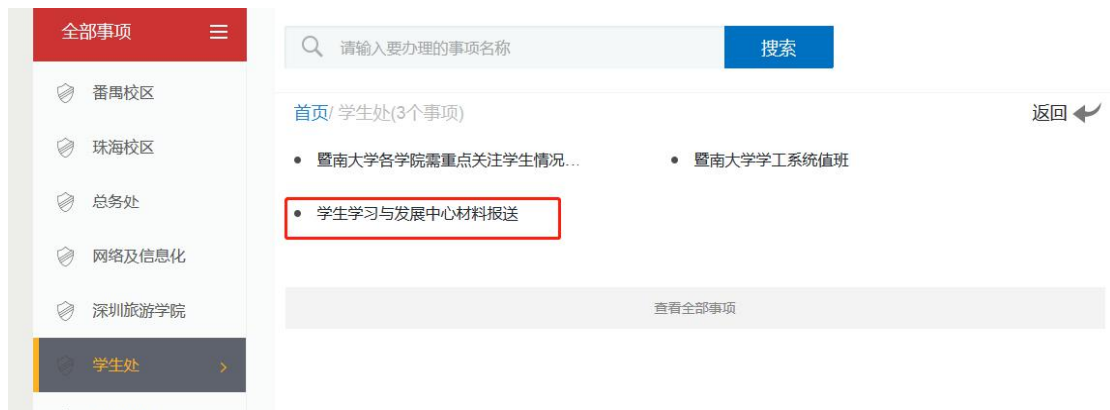 全部事项
番禺校区
珠海校区
总务处
网络及信息化
深圳旅游学院
学生处
请输入要办理的事项名称
搜索
首页/ 学生处(3个事项)
返回
暨南大学各学院需重点关注学生情况...
暨南大学学工系统值班
学生学习与发展中心材料报送
查看全部事项